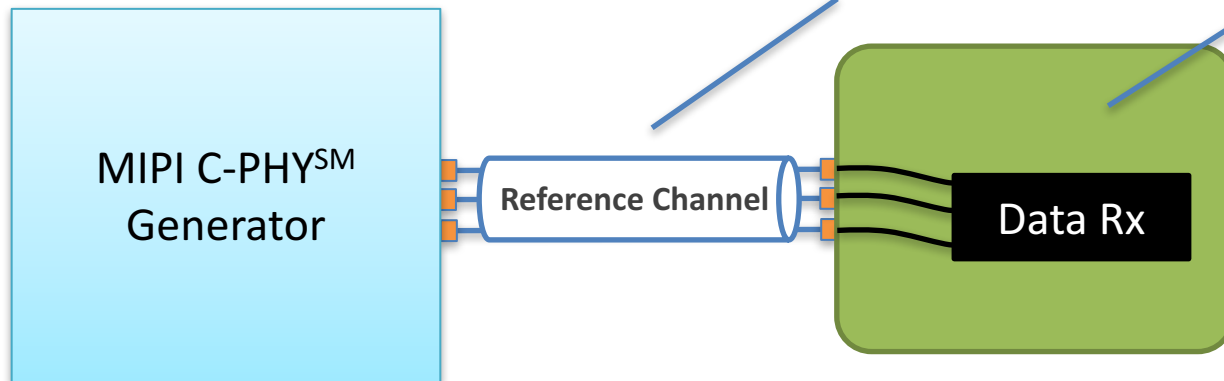 MIPI C-PHY℠
Generator
Reference Channel
Data Rx